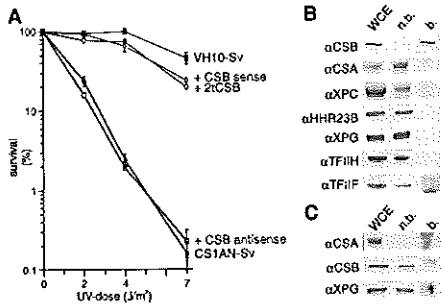 A
100
10
1
0.1
survival
(%)
0
2
4
7
UV-dose (J/m²)
VH10-Sv
+ CSB sense
+ 2tCSB
+ CSB antisense
CS1AN-Sv
B
WCE
n.b.
b.
αCSB
αCSA
αXPC
αHHR23B
αXPG
αTFIIH
αTFIIF
C
WCE
n.b.
b.
αCSA
αCSB
αXPG